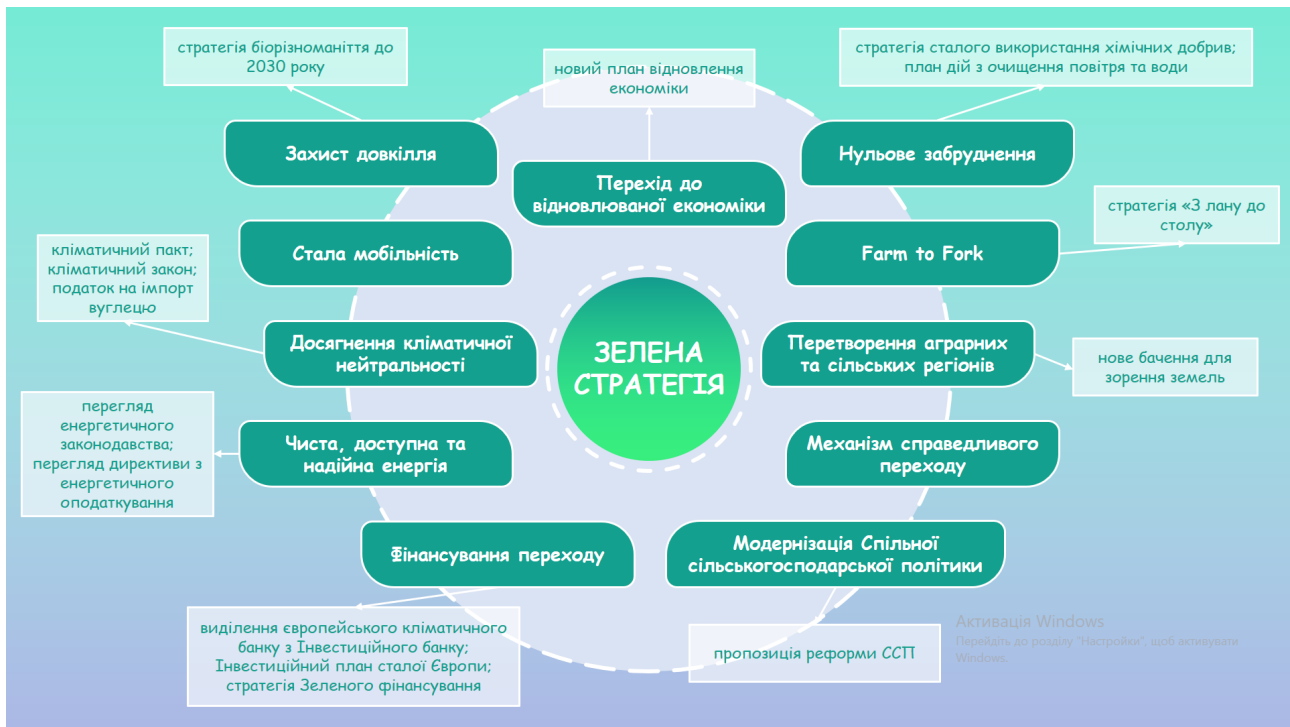 стратегія біорізноманіття до
2030 року
новий план відновлення
економіки
стратегія сталого використання хімічних добрив;
план дій з очищення повітря та води
Захист довкілля
Перехід до
відновлюваної економіки
Нульове забруднення
стратегія «З лану до
столу»
Стала мобільність
Farm to Fork
кліматичний пакт;
кліматичний закон;
податок на імпорт
вуглецю
Досягнення кліматичної
нейтральності
ЗЕЛЕНА
СТРАТЕГІЯ
Перетворення аграрних
та сільських регіонів
нове бачення для
зорення земель
перегляд
енергетичного
законодавства;
перегляд директиви з
енергетичного
оподаткування
Чиста, доступна та
надійна енергія
Механізм справедливого
переходу
Фінансування переходу
Модернізація Спільної
сільськогосподарської політики
виділення європейського кліматичного
банку з Інвестиційного банку;
Інвестиційний план сталої Європи;
стратегія Зеленого фінансування
пропозиція реформи ССП
Активація Windows
Перейдіть до розділу "Настройки", щоб активувати
Windows.